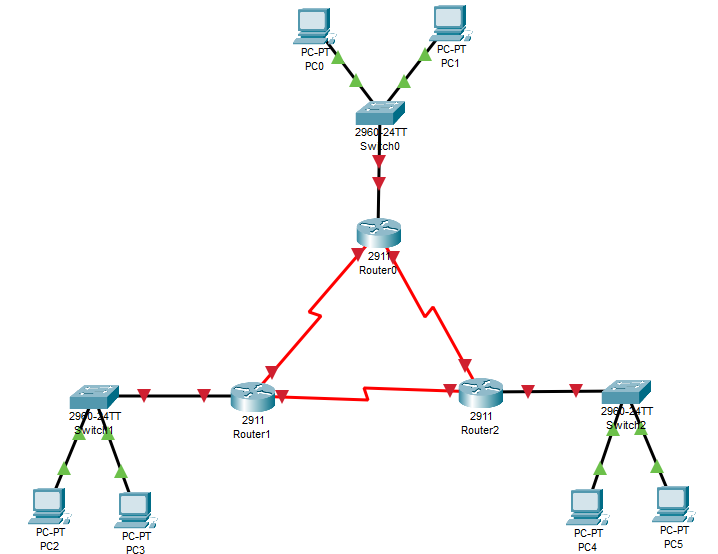 PC-PT
PC0
PC-PT
PC1
2960-24TT
Switch0
2911
Router0
2960-24TT
Switch1
2911
Router1
2911
Router2
2960-24TT
Switch2
PC-PT
PC2
PC-PT
PC3
PC-PT
PC4
PC-PT
PC5